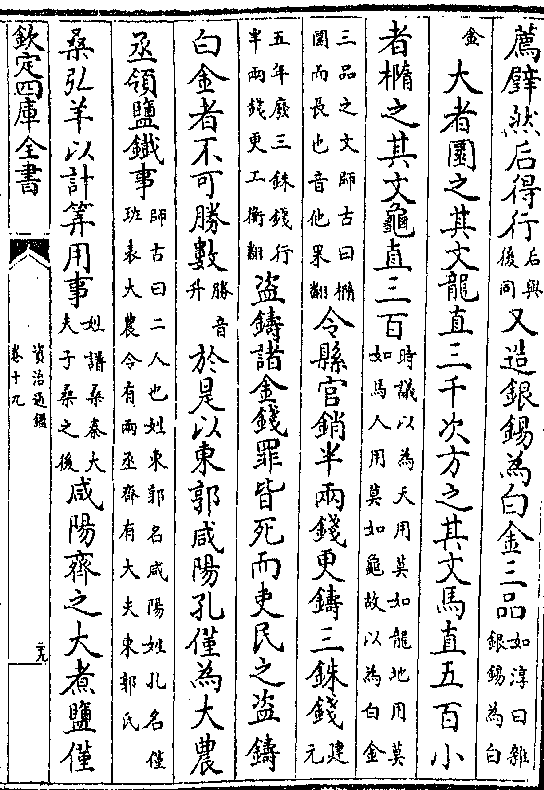 薦璧然后得行后與後同又造銀錫為白金三品如淳曰雜銀錫為白
金大者圜之其文龍直三千次方之其文馬直五百小
者橢之其文龜直三百時議以為天用莫如龍地用莫如馬人用莫如龜故以為白金
三品之文師古曰橢圜而長也音他果翻令縣官銷半兩錢更鑄三銖錢建元
五年廢三銖錢行半兩錢更工衡翻盜鑄諸金錢罪皆死而吏民之盜鑄
白金者不可勝數勝音升於是以東郭咸陽孔僅為大農
丞領鹽鐵事師古曰二人也姓東郭名咸陽姓孔名僅班表大農令有兩丞齊有大夫東郭氏
桑弘羊以計筭用事姓譜桑秦大夫子桑之後咸陽齊之大煮鹽僅
欽定四庫全書
資治通鑑
卷十九
二九